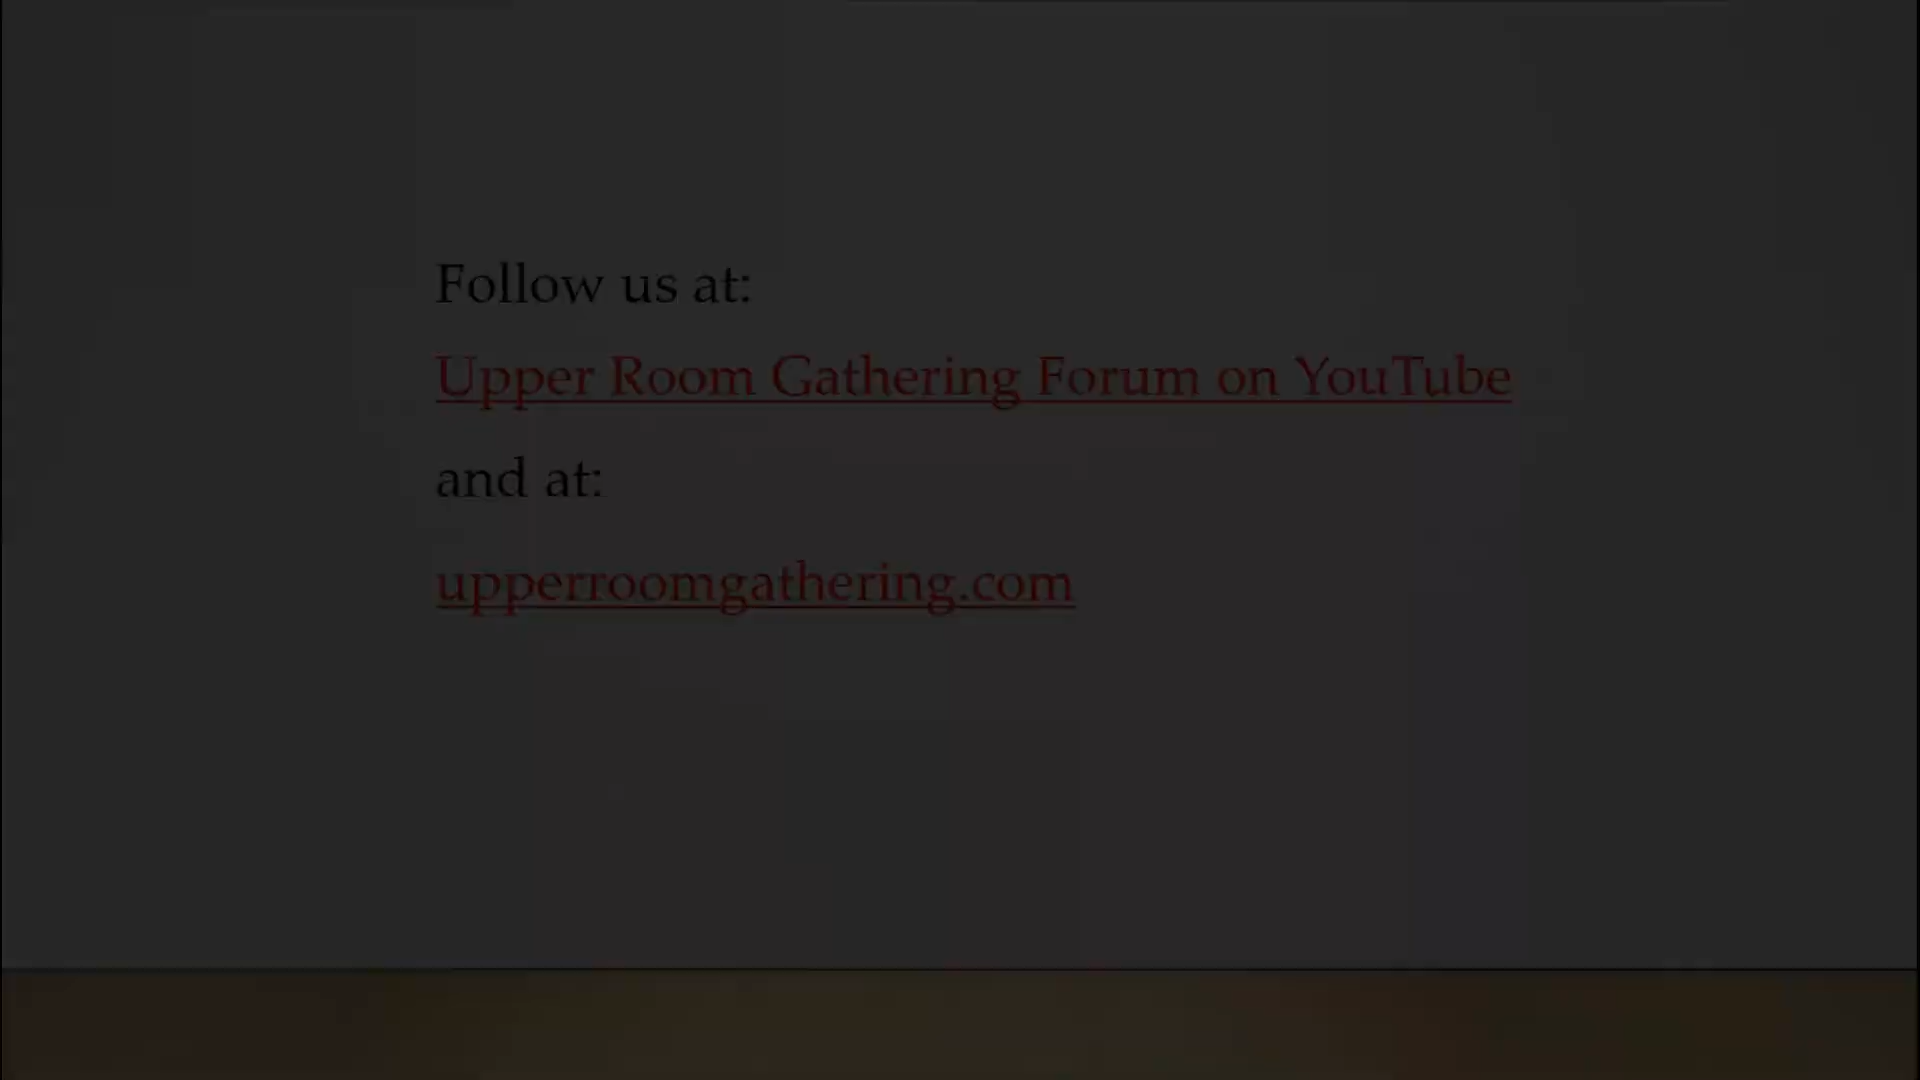 Follow us at:
Upper Room Gathering Forum on YouTube
and at:
upperroomgathering.com